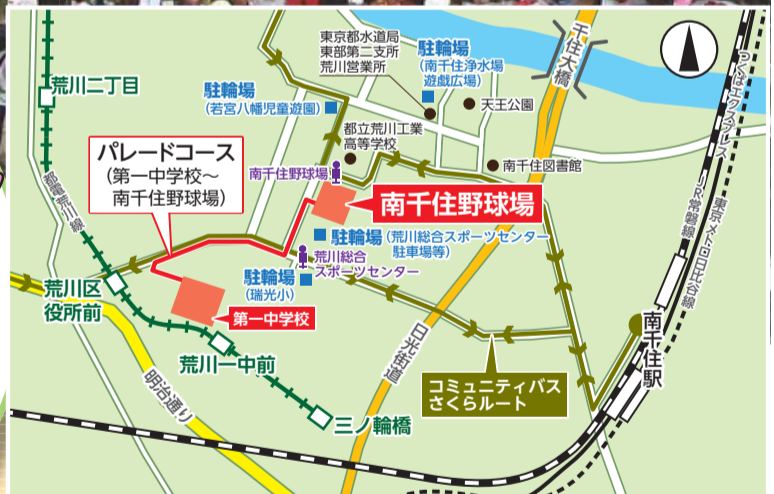 東京都水道局
東部第二支所
荒川営業所
駐輪場
(南千住浄水場
遊戯広場)
千住大橋
つくばエクスプレス
荒川二丁目
駐輪場
(若宮八幡児童遊園)
天王公園
都立荒川工業
高等学校
南千住図書館
パレードコース
(第一中学校～
南千住野球場)
南千住野球場
南千住野球場
都電荒川線
JR常磐線
東京メトロ日比谷線
駐輪場
(荒川総合スポーツセンター
駐車場等)
荒川総合
スポーツセンター
駐輪場
(瑞光小)
荒川区
役所前
第一中学校
南千住駅
日光街道
荒川一中前
コミュニティバス
さくらルート
明治通り
三ノ輪橋